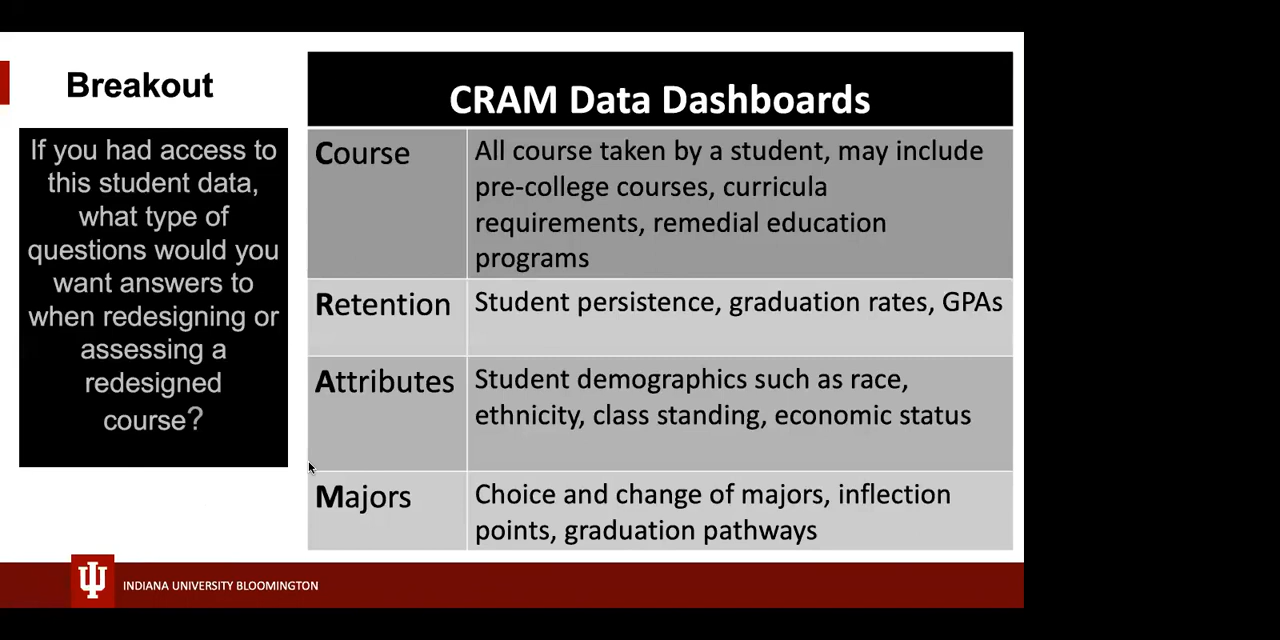 Breakout
If you had access to
this student data,
what type of
questions would you
want answers to
when redesigning or
assessing a
redesigned
course?
CRAM Data Dashboards
Course
All course taken by a student, may include
pre-college courses, curricula
requirements, remedial education
programs
Retention
Student persistence, graduation rates, GPAs
Attributes
Student demographics such as race,
ethnicity, class standing, economic status
Majors
Choice and change of majors, inflection
points, graduation pathways
INDIANA UNIVERSITY BLOOMINGTON